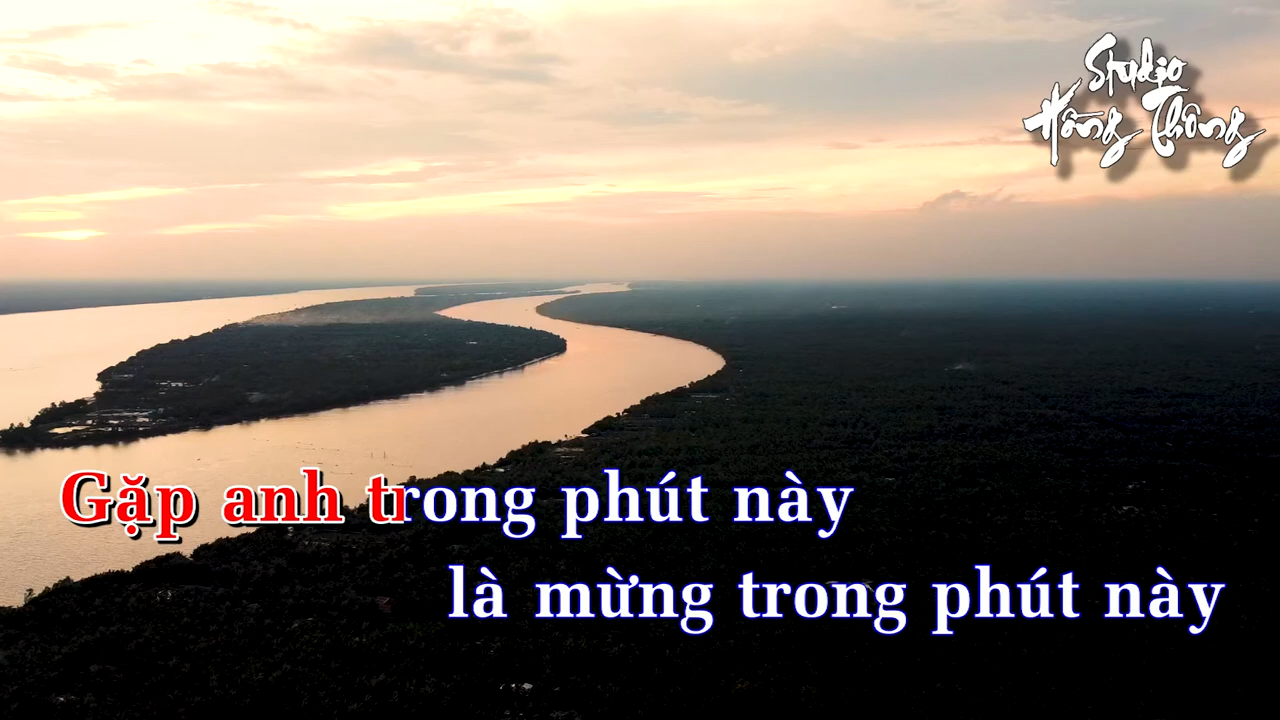 Studio
Hồng Thông
Gặp anh trong phút này
là mừng trong phút này